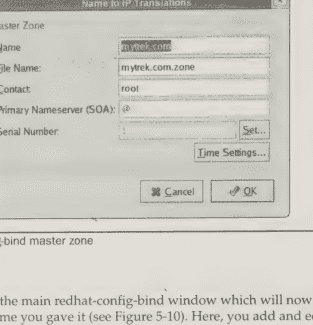 Name to IP Translations
aster Zone
Name
mytrek.com
File Name:
mytrek.com.zone
Contact
root
Primary Nameserver (SOA):
@
Serial Number:
1
Set...
Time Settings...
Cancel
OK
-bind master zone
the main redhat-config-bind window which will now
me you gave it (see Figure 5-10). Here, you add and e